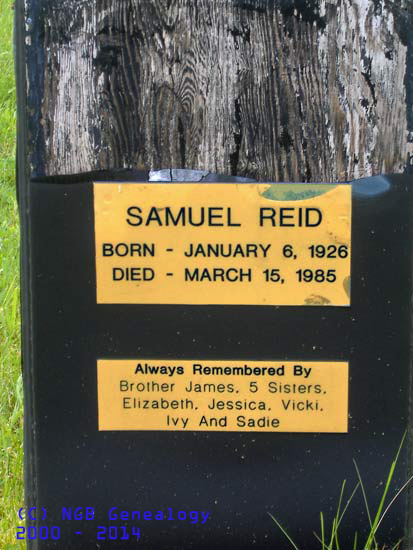 SAMUEL REID
BORN - JANUARY 6, 1926
DIED - MARCH 15, 1985
Always Remembered By
Brother James, 5 Sisters,
Elizabeth, Jessica, Vicki,
Ivy And Sadie
(C) NGB Genealogy
2000 - 2014